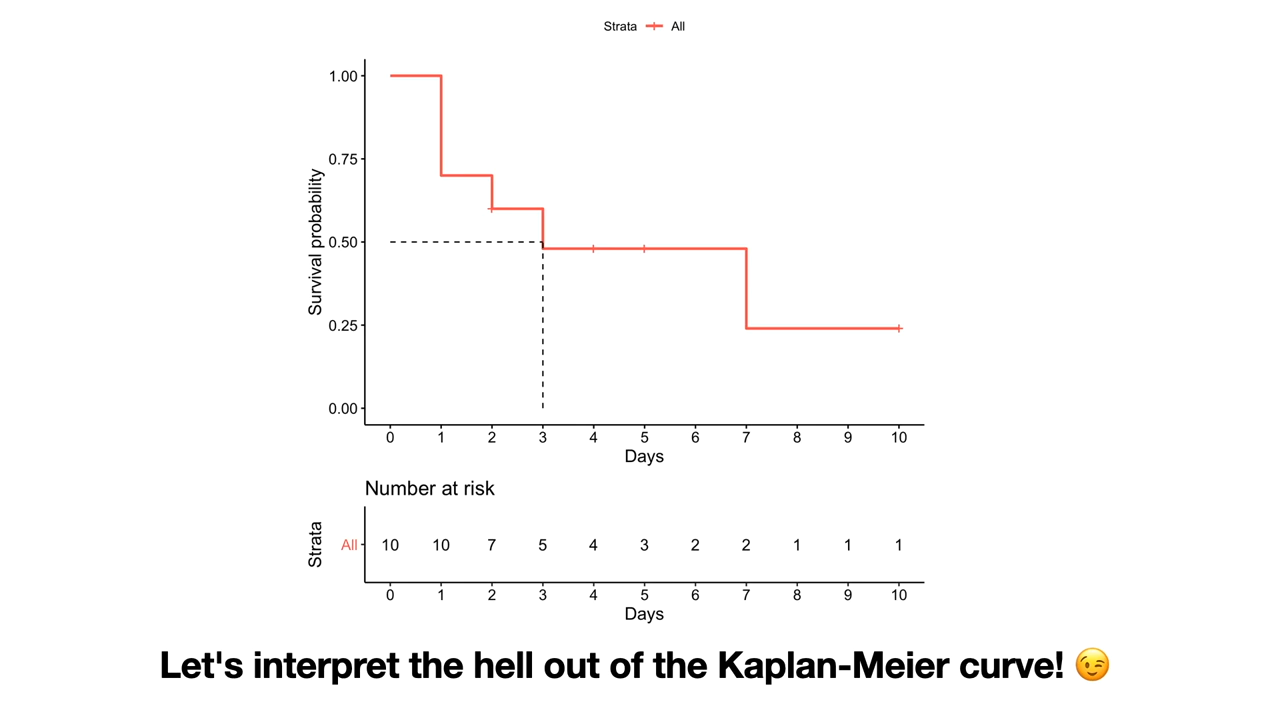 Strata All
1.00
0.75
0.50
0.25
0.00
Survival probability
0 1 2 3 4 5 6 7 8 9 10
Days
Number at risk
Strata
All 10 10 7 5 4 3 2 2 1 1 1
0 1 2 3 4 5 6 7 8 9 10
Days
Let's interpret the hell out of the Kaplan-Meier curve! 😉